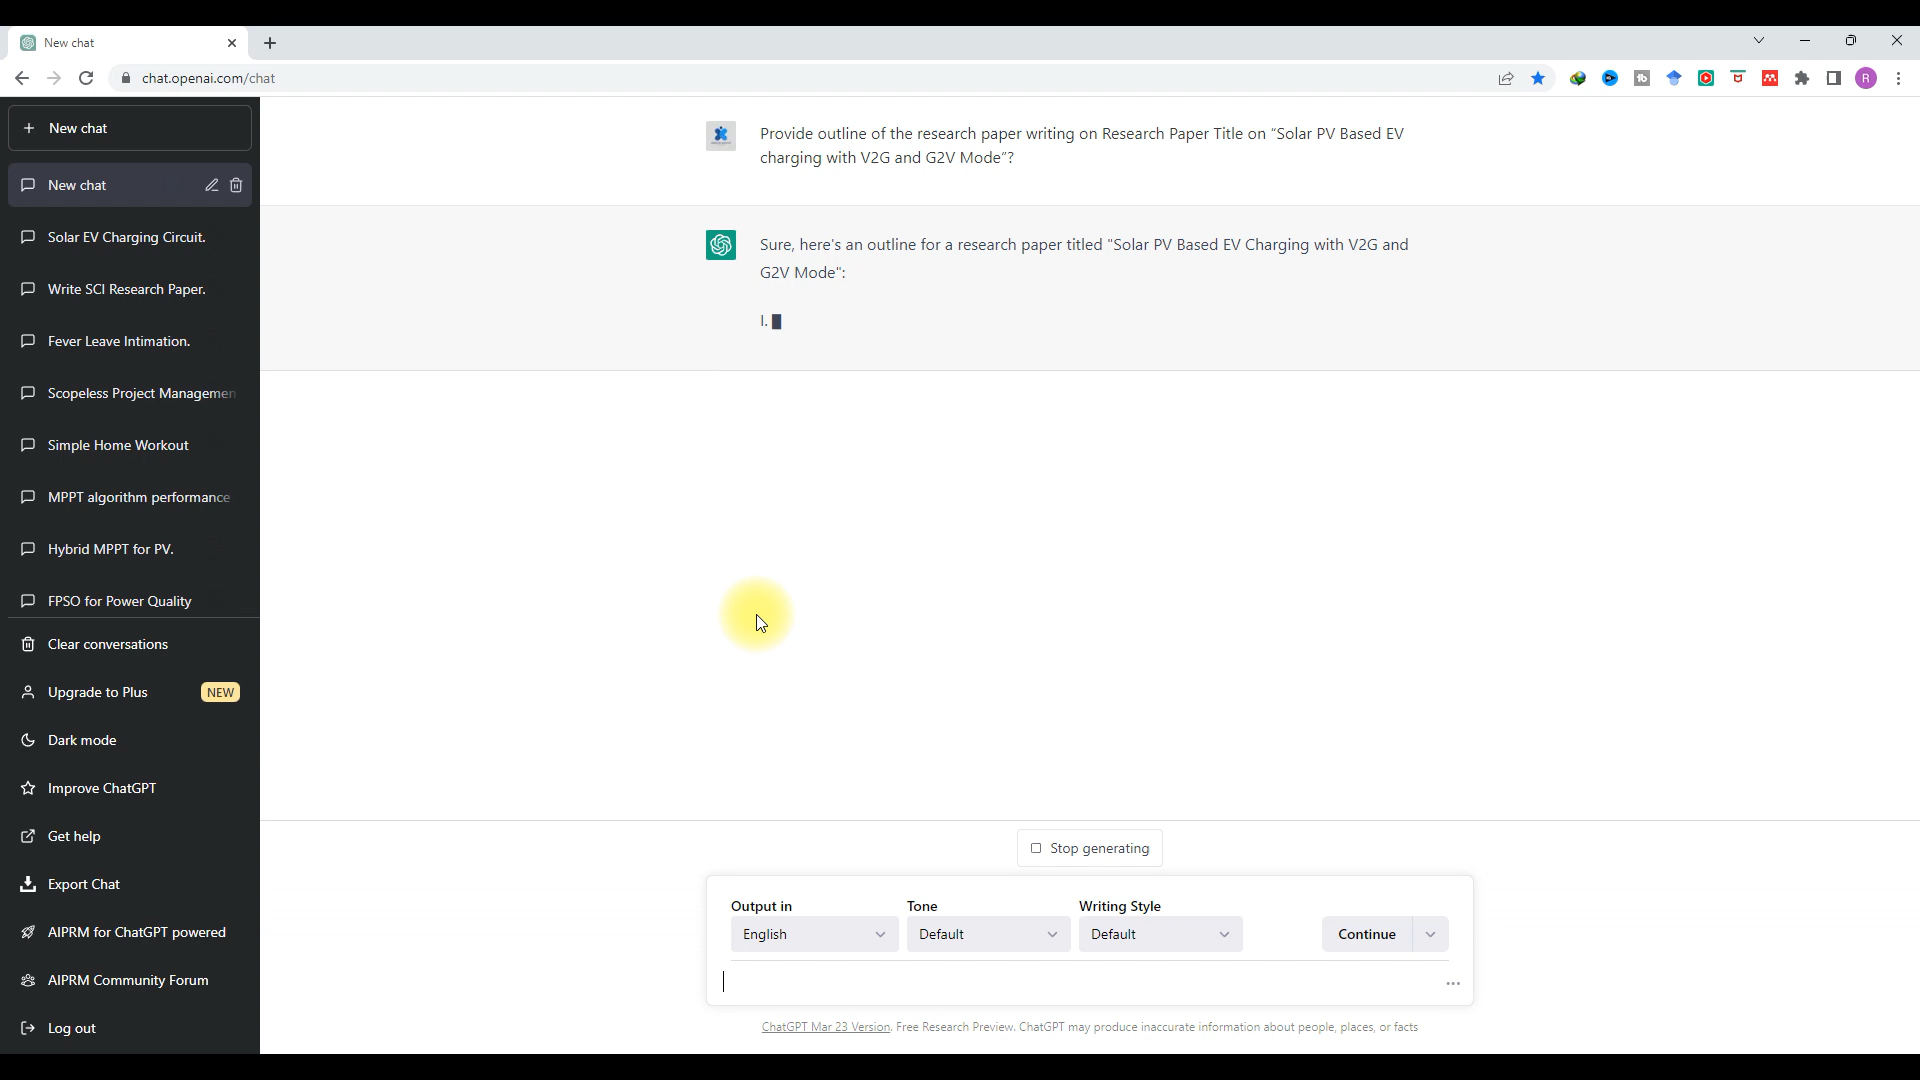 New chat
chat.openai.com/chat
R
New chat
New chat
Solar EV Charging Circuit.
Write SCI Research Paper.
Fever Leave Intimation.
Scopeless Project Managemen
Simple Home Workout
MPPT algorithm performance
Hybrid MPPT for PV.
FPSO for Power Quality
Clear conversations
Upgrade to Plus NEW
Dark mode
Improve ChatGPT
Get help
Export Chat
AIPRM for ChatGPT powered
AIPRM Community Forum
Log out
Provide outline of the research paper writing on Research Paper Title on “Solar PV Based EV
charging with V2G and G2V Mode”?
Sure, here's an outline for a research paper titled "Solar PV Based EV Charging with V2G and
G2V Mode":
I.
Stop generating
Output in Tone Writing Style
English Default Default Continue
ChatGPT Mar 23 Version. Free Research Preview. ChatGPT may produce inaccurate information about people, places, or facts